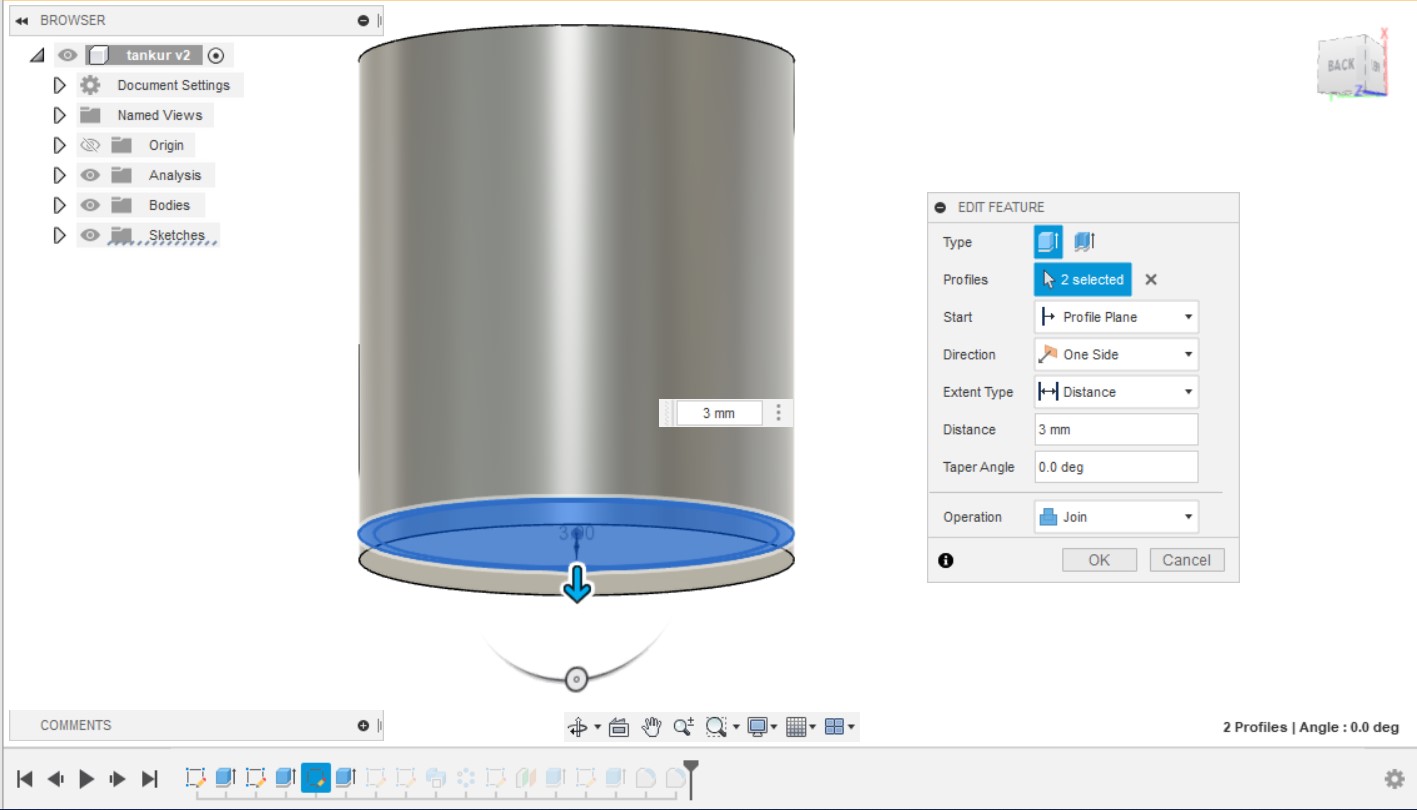 BROWSER
tankur v2
Document Settings
Named Views
Origin
Analysis
Bodies
Sketches
X
BACK
Z
EDIT FEATURE
Type
Profiles 2 selected
Start Profile Plane
Direction One Side
Extent Type Distance
3 mm
Distance 3 mm
Taper Angle 0.0 deg
Operation Join
3.00
OK Cancel
COMMENTS
2 Profiles | Angle : 0.0 deg